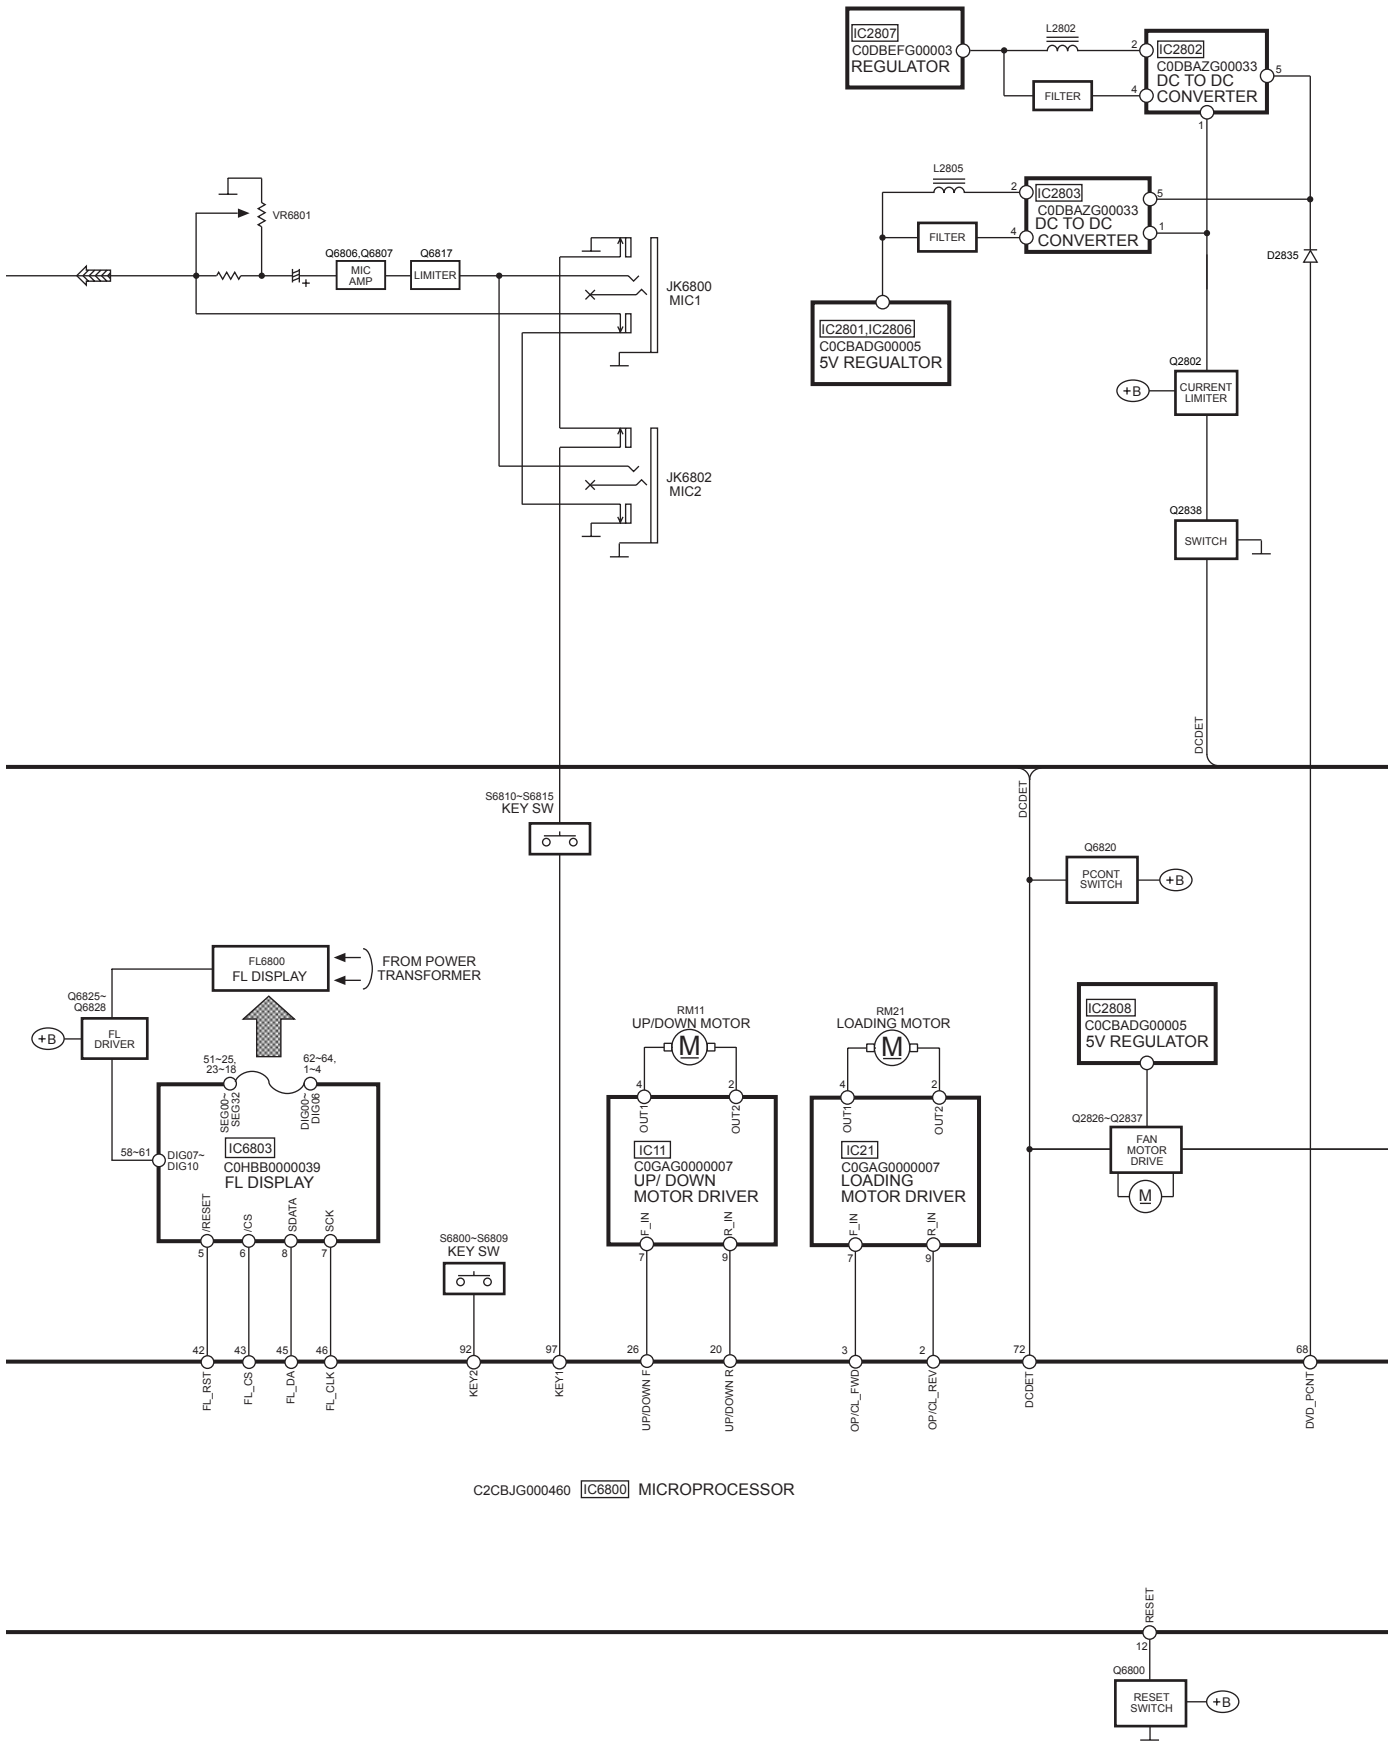 IC2807
C0DBEFG00003
REGULATOR
L2802
FILTER
2
4
IC2802
C0DBAZG00033
DC TO DC
CONVERTER
5
1
L2805
FILTER
2
4
IC2803
C0DBAZG00033
DC TO DC
CONVERTER
5
1
D2835
IC2801,IC2806
C0CBADG00005
5V REGUALTOR
VR6801
+
Q6806,Q6807
MIC
AMP
Q6817
LIMITER
JK6800
MIC1
JK6802
MIC2
Q2802
+B
CURRENT
LIMITER
Q2838
SWITCH
DCDET
S6810~S6815
KEY SW
DCDET
Q6820
PCONT
SWITCH
+B
FL6800
FL DISPLAY
FROM POWER
TRANSFORMER
Q6825~
Q6828
+B
FL
DRIVER
51~25,
23~18
62~64,
1~4
SEG00~
SEG32
DIG00~
DIG06
58~61
DIG07~
DIG10
IC6803
C0HBB0000039
FL DISPLAY
/RESET
/CS
SDATA
SCK
5
6
8
7
S6800~S6809
KEY SW
RM11
UP/DOWN MOTOR
M
4
2
OUT1
OUT2
IC11
C0GAG0000007
UP/ DOWN
MOTOR DRIVER
F_IN
R_IN
7
9
RM21
LOADING MOTOR
M
4
2
OUT1
OUT2
IC21
C0GAG0000007
LOADING
MOTOR DRIVER
F_IN
R_IN
7
9
IC2808
C0CBADG00005
5V REGULATOR
Q2826~Q2837
FAN
MOTOR
DRIVE
M
42
43
45
46
92
97
26
20
3
2
72
68
FL_RST
FL_CS
FL_DA
FL_CLK
KEY2
KEY1
UP/DOWN F
UP/DOWN R
OP/CL_FWD
OP/CL_REV
DCDET
DVD_PCNT
C2CBJG000460 IC6800 MICROPROCESSOR
RESET
12
Q6800
RESET
SWITCH
+B